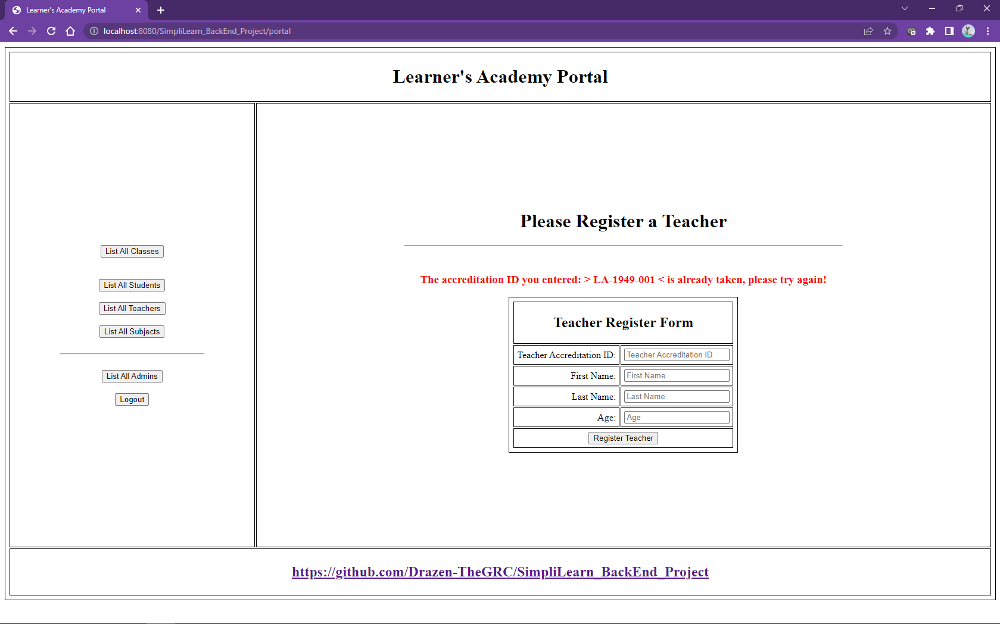 Learner's Academy Portal
localhost:8080/SimpliLearn_BackEnd_Project/portal
Learner's Academy Portal
List All Classes
List All Students
List All Teachers
List All Subjects
List All Admins
Logout
Please Register a Teacher
The accreditation ID you entered: > LA-1949-001 < is already taken, please try again!
Teacher Register Form
Teacher Accreditation ID: Teacher Accreditation ID
First Name: First Name
Last Name: Last Name
Age: Age
Register Teacher
https://github.com/Drazen-TheGRC/SimpliLearn_BackEnd_Project